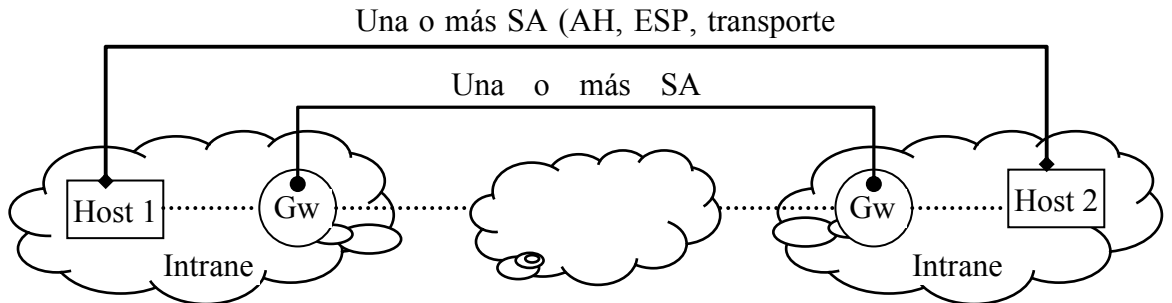 Una o más SA (AH, ESP, transporte
Una o más SA
Host 1
Gw
Gw
Host 2
Intrane
Intrane